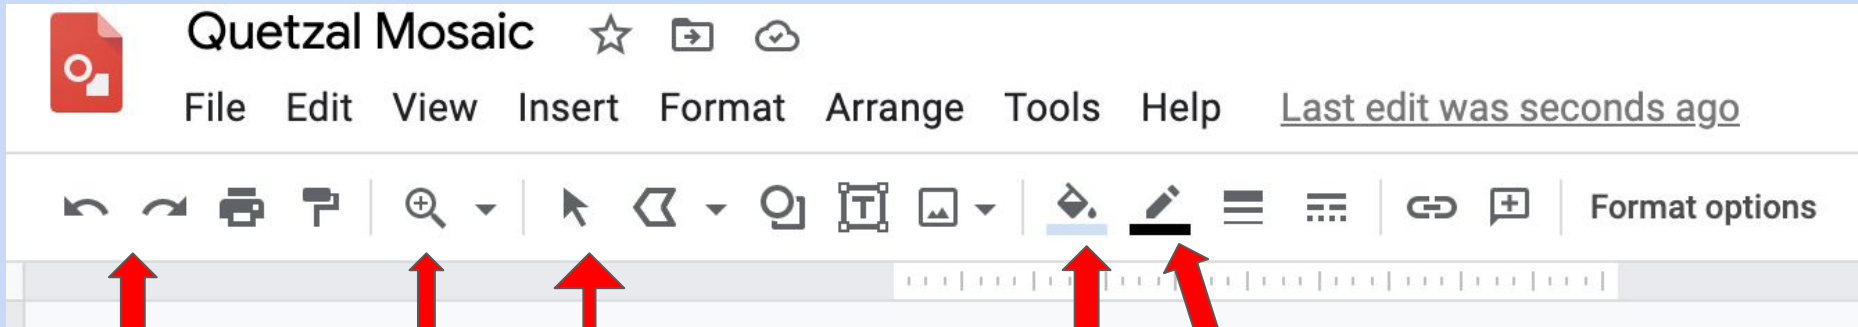 Quetzal Mosaic
File Edit View Insert Format Arrange Tools Help Last edit was seconds ago
T Format options